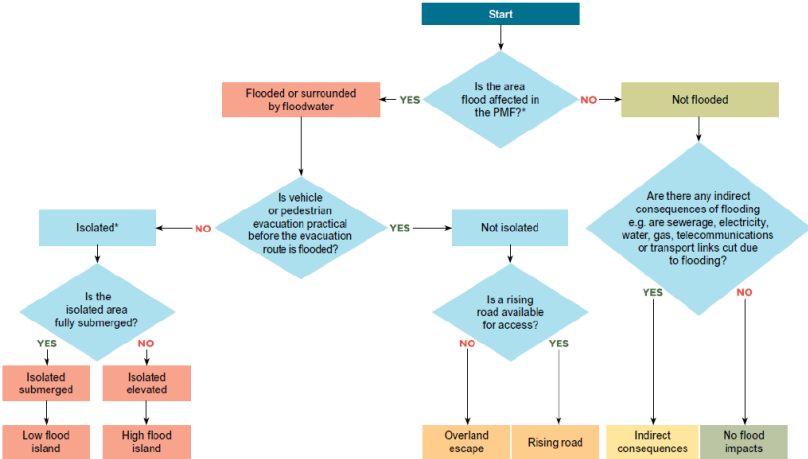 Start
Is the area
flood affected in
the PMF?*
YES
NO
Flooded or surrounded
by floodwater
Not flooded
Is vehicle
or pedestrian
evacuation practical
before the evacuation
route is flooded?
NO
YES
Isolated*
Not isolated
Are there any indirect
consequences of flooding
e.g. are sewerage, electricity,
water, gas, telecommunications
or transport links cut due
to flooding?
Is the
isolated area
fully submerged?
YES
NO
Is a rising
road available
for access?
NO
YES
YES
NO
Isolated
submerged
Isolated
elevated
Low flood
island
High flood
island
Overland
escape
Rising road
Indirect
consequences
No flood
impacts